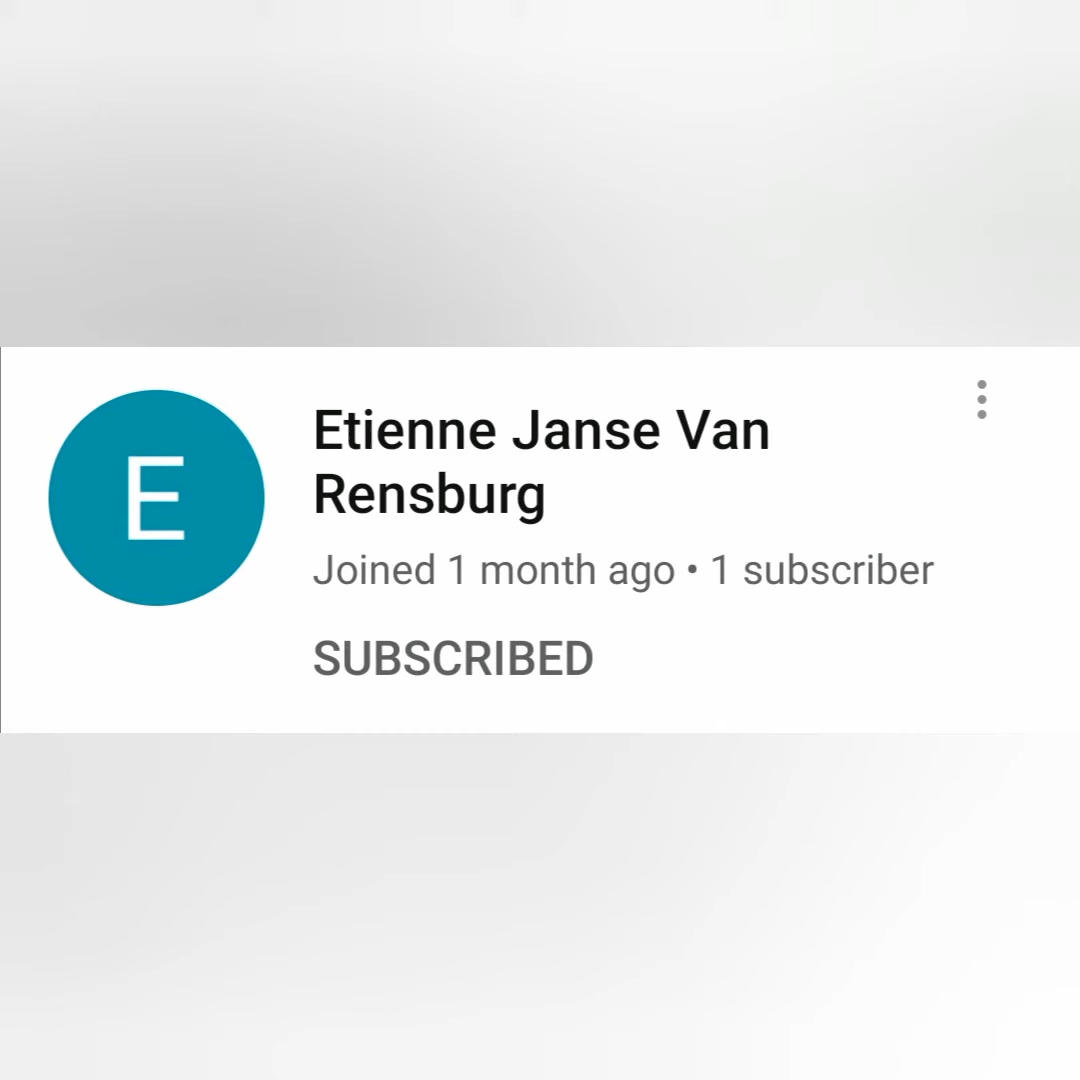 E
Etienne Janse Van
Rensburg
Joined 1 month ago • 1 subscriber
SUBSCRIBED